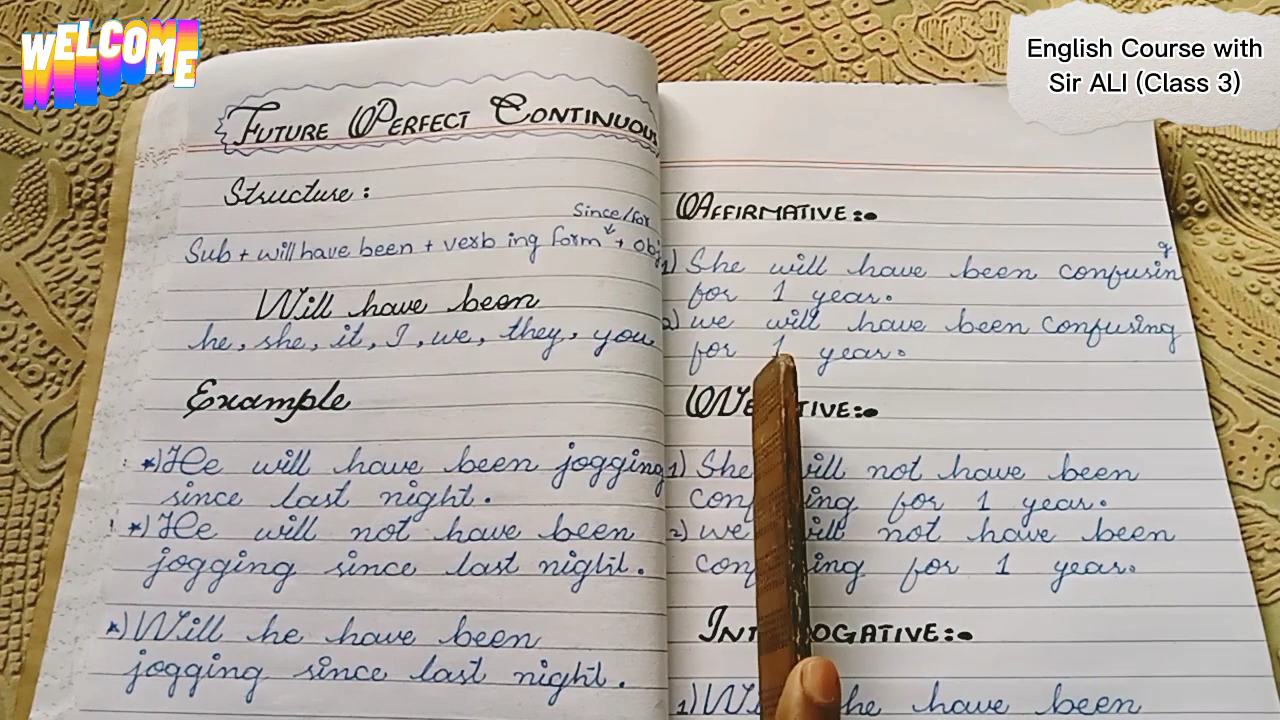 WELCOME
English Course with
Sir ALI (Class 3)
FUTURE PERFECT CONTINUOUS
Structure:
Since/for
Sub + will have been + verb ing form + obj
Will have been
he, she, it, I, we, they, you
Example
*) He will have been jogging
since last night.
*) He will not have been
jogging since last night.
*) Will he have been
jogging since last night.
AFFIRMATIVE:
1) She will have been confusing
for 1 year.
2) we will have been confusing
for 1 year.
1) She will not have been
for 1 year.
2) we will not have been
for 1 year.
1) have been